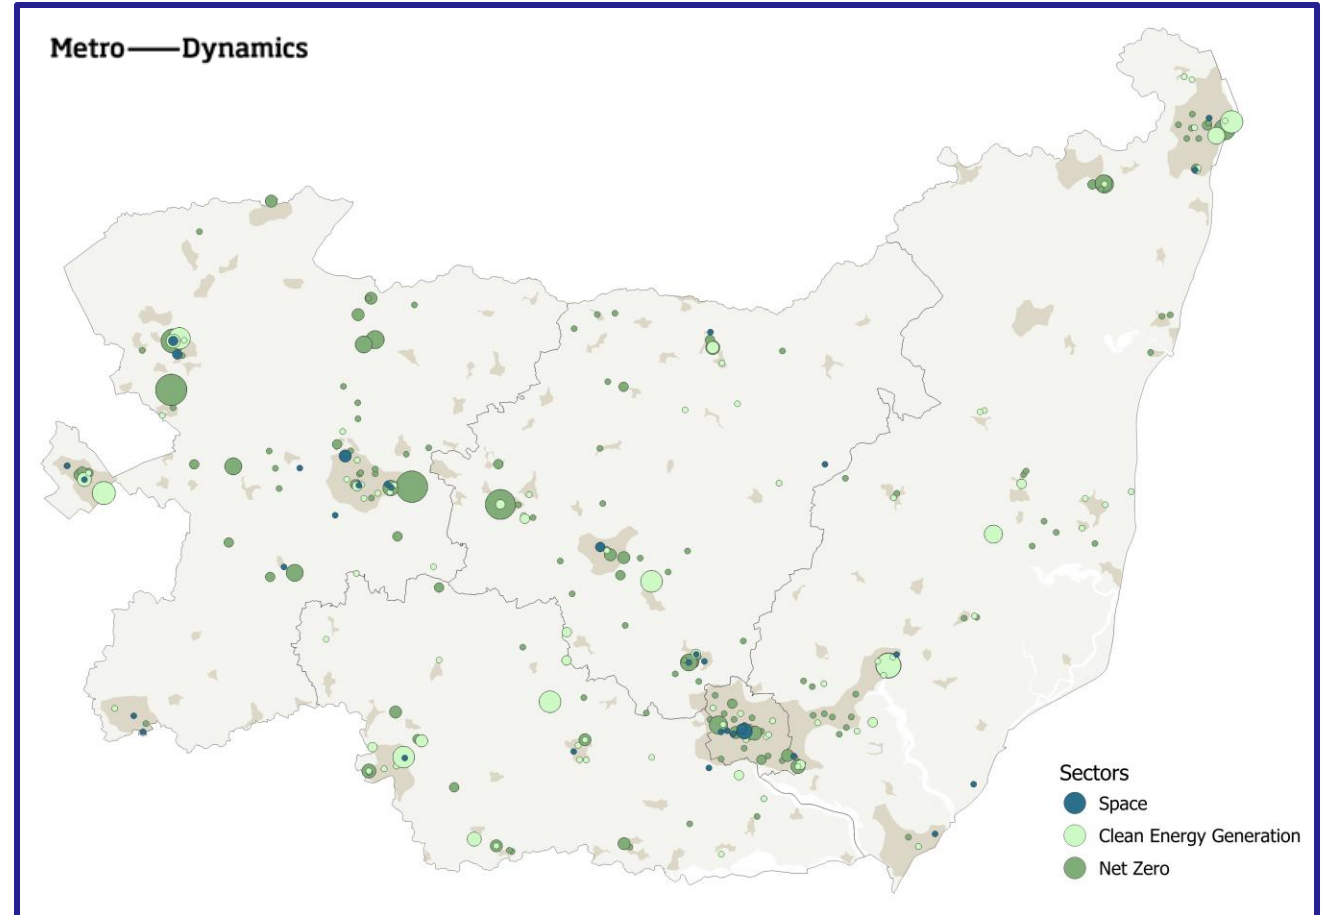 Metro——Dynamics
Sectors
Space
Clean Energy Generation
Net Zero